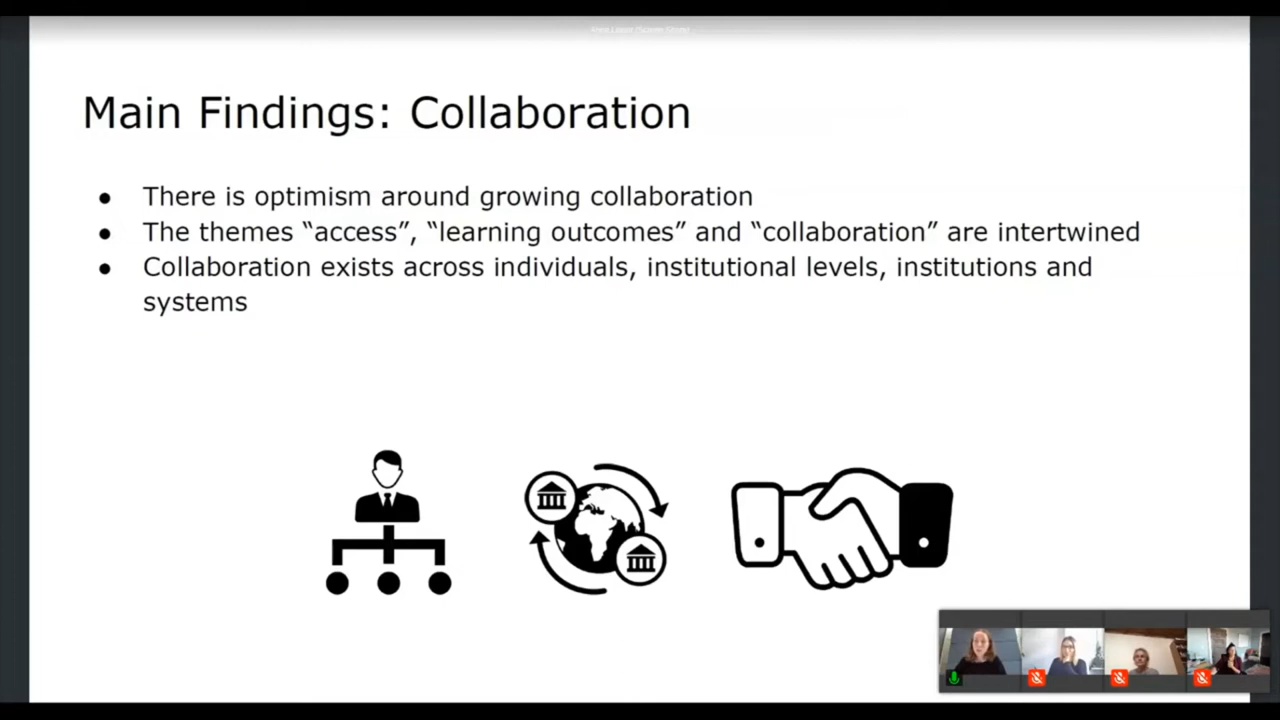 Main Findings: Collaboration
● There is optimism around growing collaboration
● The themes “access”, “learning outcomes” and “collaboration” are intertwined
● Collaboration exists across individuals, institutional levels, institutions and
systems